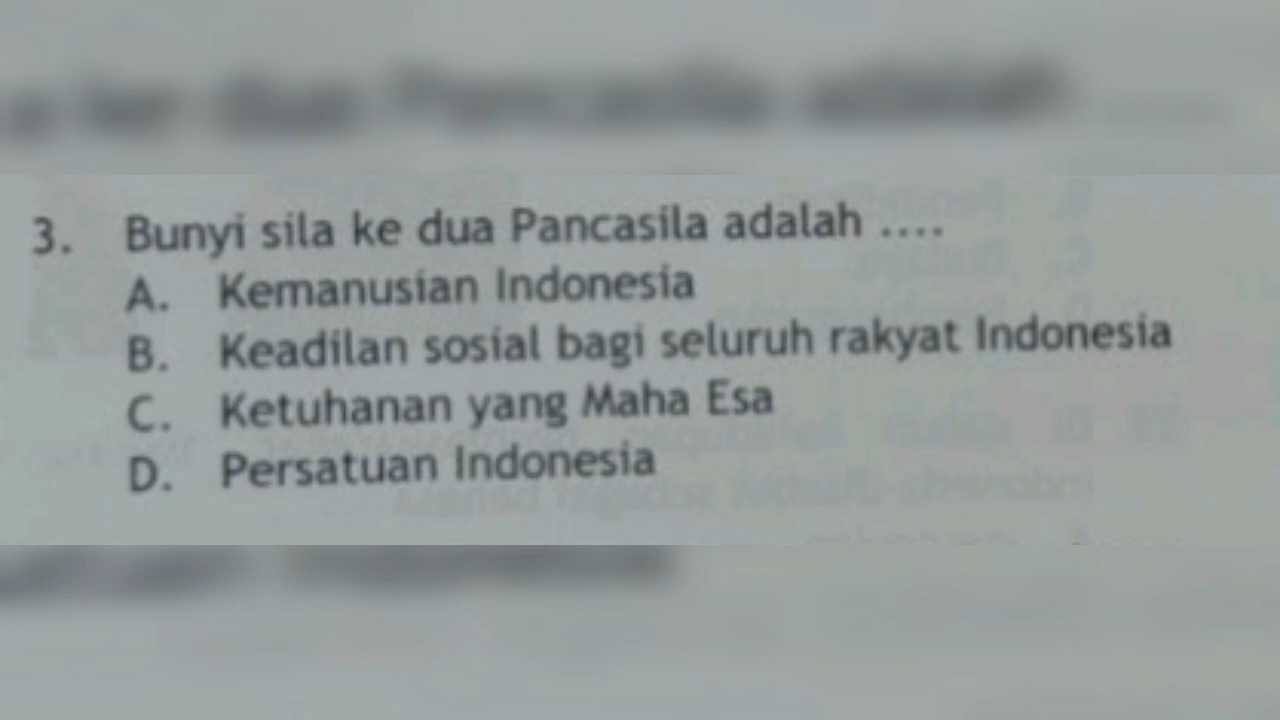 3. Bunyi sila ke dua Pancasila adalah ....
A. Kemanusian Indonesia
B. Keadilan sosial bagi seluruh rakyat Indonesia
C. Ketuhanan yang Maha Esa
D. Persatuan Indonesia